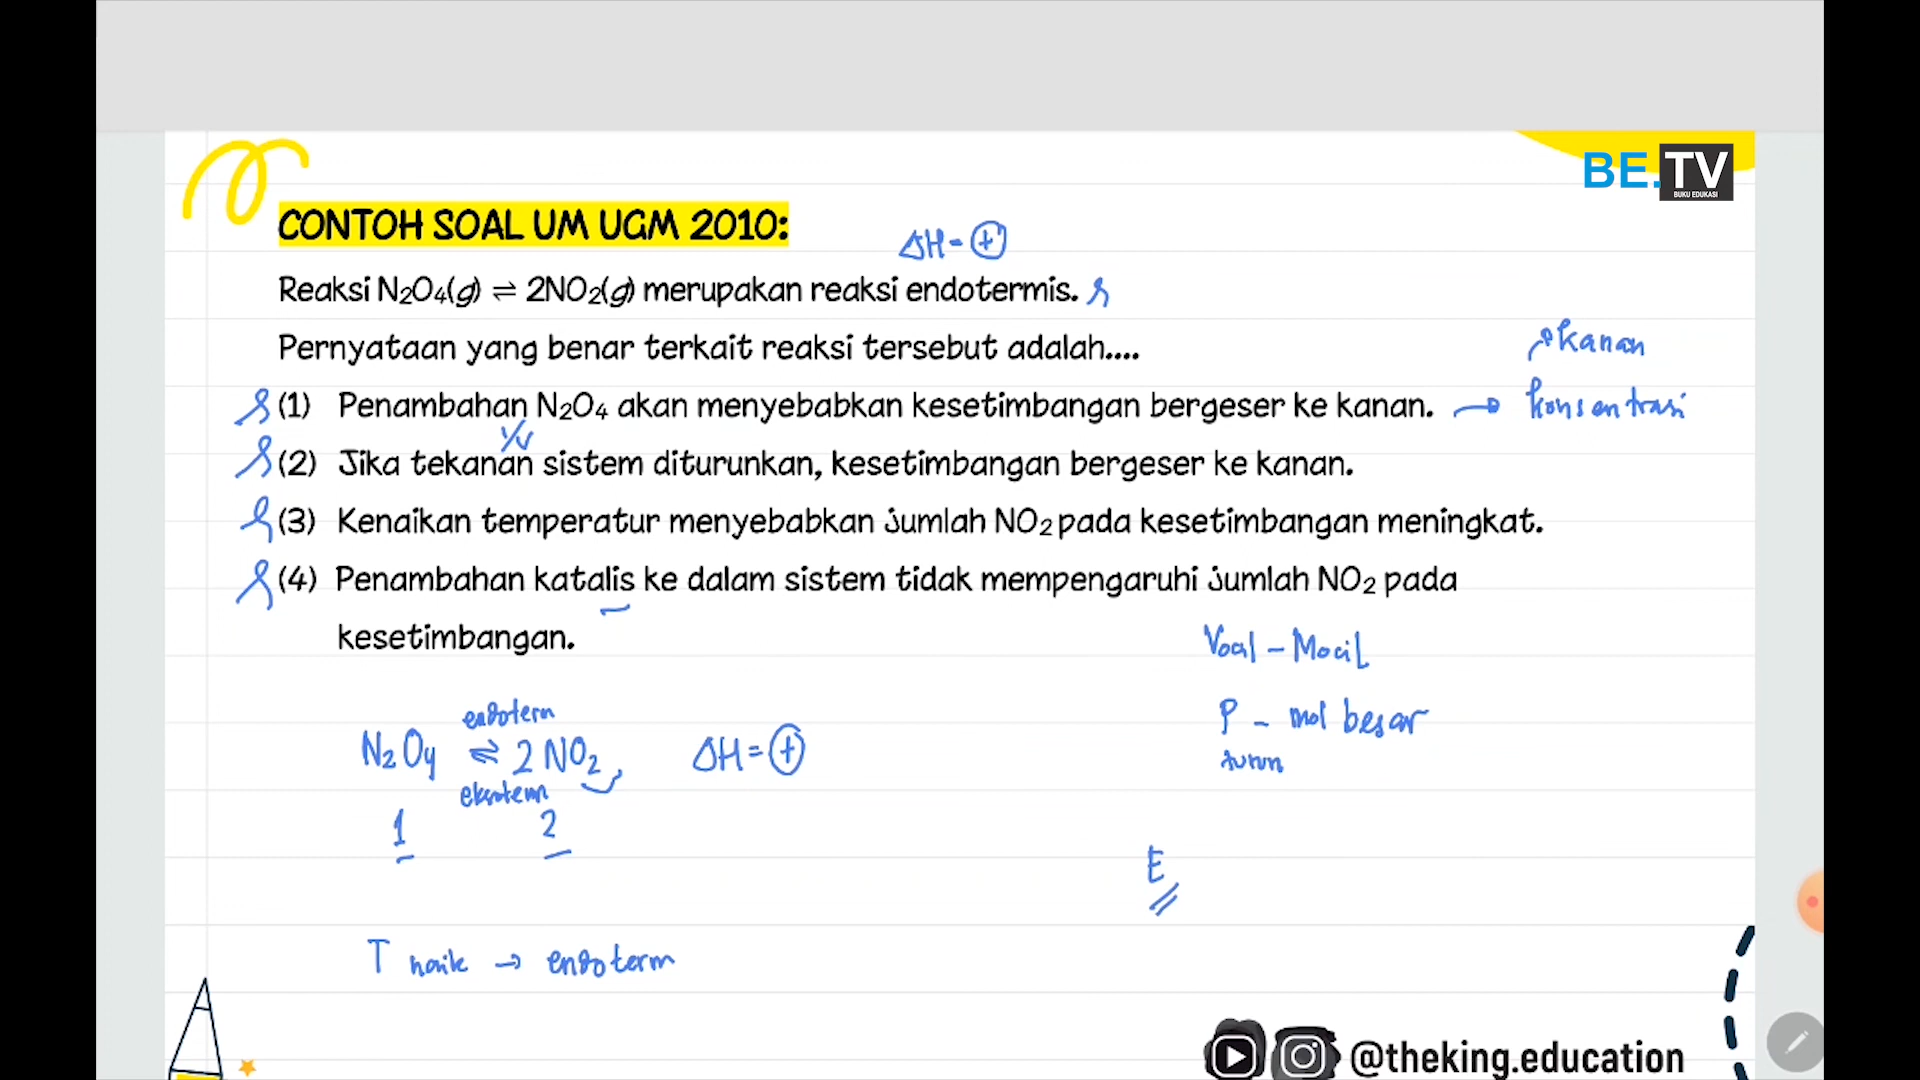 BE.TV
BUKU EDUKASI
CONTOH SOAL UM UGM 2010:
ΔH = +
Reaksi N₂O₄(g) ⇌ 2NO₂(g) merupakan reaksi endotermis.
Pernyataan yang benar terkait reaksi tersebut adalah....
kanan
(1) Penambahan N₂O₄ akan menyebabkan kesetimbangan bergeser ke kanan. → konsentrasi
1/v
(2) Jika tekanan sistem diturunkan, kesetimbangan bergeser ke kanan.
(3) Kenaikan temperatur menyebabkan jumlah NO₂ pada kesetimbangan meningkat.
(4) Penambahan katalis ke dalam sistem tidak mempengaruhi jumlah NO₂ pada
kesetimbangan.
- Mocil
endoterm
P - mol besar
N₂O₄ ⇌ 2 NO₂ ΔH = +
turun
eksoterm
1 2
E
T naik → endoterm
@theking.education